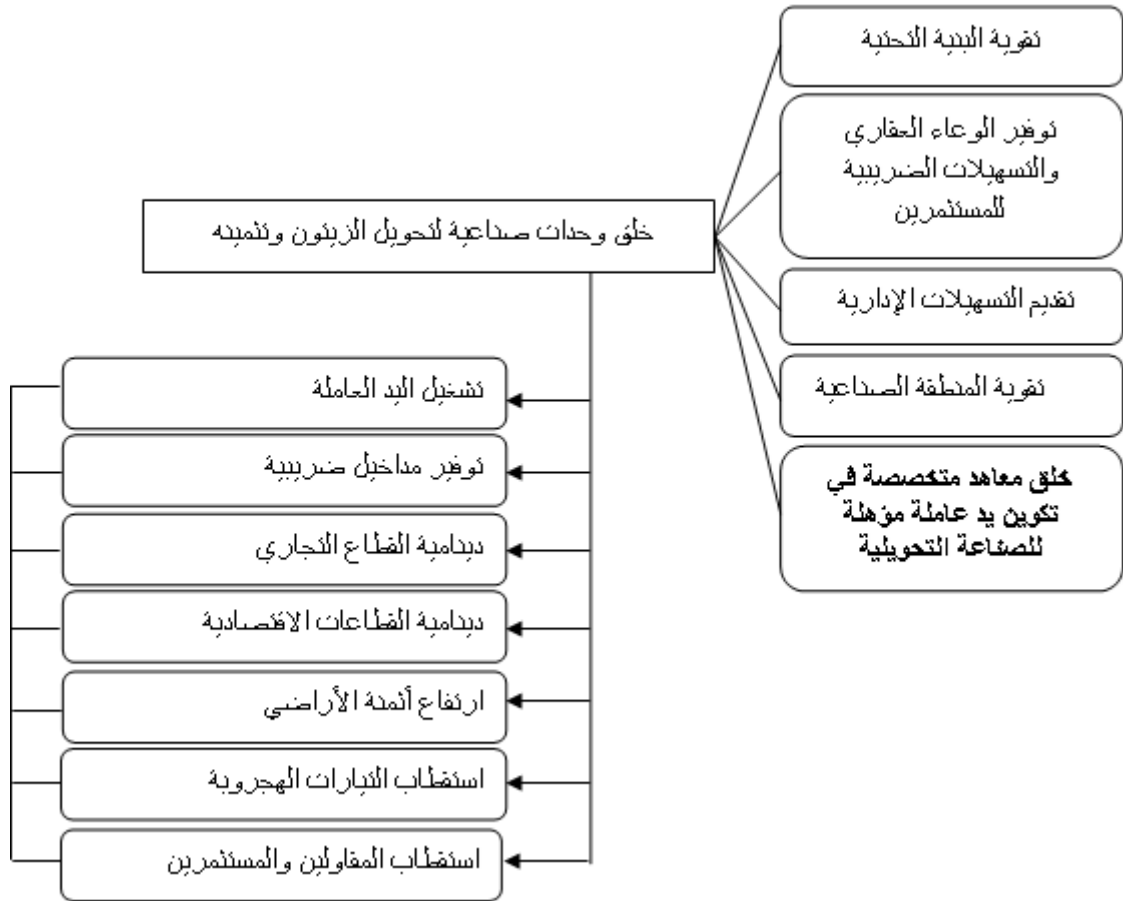 تقوية البنية التحتية
توفير الوعاء العقاري
والتسهيلات الضريبية
للمستثمرين
خلق وحدات صناعية لتحويل الزيتون وتثمينه
تقديم التسهيلات الإدارية
تقوية المنطقة الصناعية
خلق معاهد متخصصة في
تكوين يد عاملة مؤهلة
للصناعة التحويلية
تشغيل اليد العاملة
توفير مداخيل ضريبية
دينامية القطاع التجاري
دينامية القطاعات الاقتصادية
ارتفاع أثمنة الأراضي
استقطاب التيارات الهجروية
استقطاب المقاولين والمستثمرين